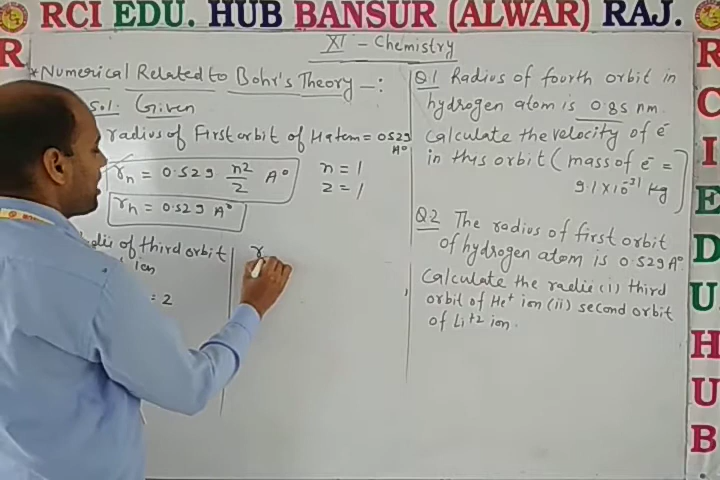 RCI EDU. HUB BANSUR (ALWAR) RAJ.
XI - Chemistry
*Numerical Related to Bohr's Theory -:
Sol. Given
radius of First orbit of H atom = 0.529 A°
rn = 0.529 n²/Z A° n = 1
Z = 1
rn = 0.529 A°
of third orbit
ion
= 2
r
Q.1 Radius of fourth orbit in
hydrogen atom is 0.85 nm.
Calculate the velocity of e⁻
in this orbit (mass of e⁻ =
9.1×10⁻³¹ kg)
Q.2 The radius of first orbit
of hydrogen atom is 0.529 A°
Calculate the radie (i) third
orbit of He⁺ ion (ii) second orbit
of Li⁺² ion.
R
R
C
I
E
D
U
H
U
B